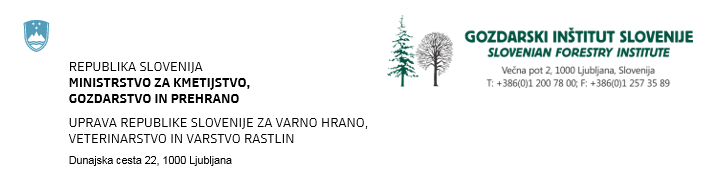 REPUBLIKA SLOVENIJA
MINISTRSTVO ZA KMETIJSTVO,
GOZDARSTVO IN PREHRANO
UPRAVA REPUBLIKE SLOVENIJE ZA VARNO HRANO,
VETERINARSTVO IN VARSTVO RASTLIN
Dunajska cesta 22, 1000 Ljubljana
GOZDARSKI INŠTITUT SLOVENIJE
SLOVENIAN FORESTRY INSTITUTE
Večna pot 2, 1000 Ljubljana, Slovenija
T: +386(0)1 200 78 00; F: +386(0)1 257 35 89